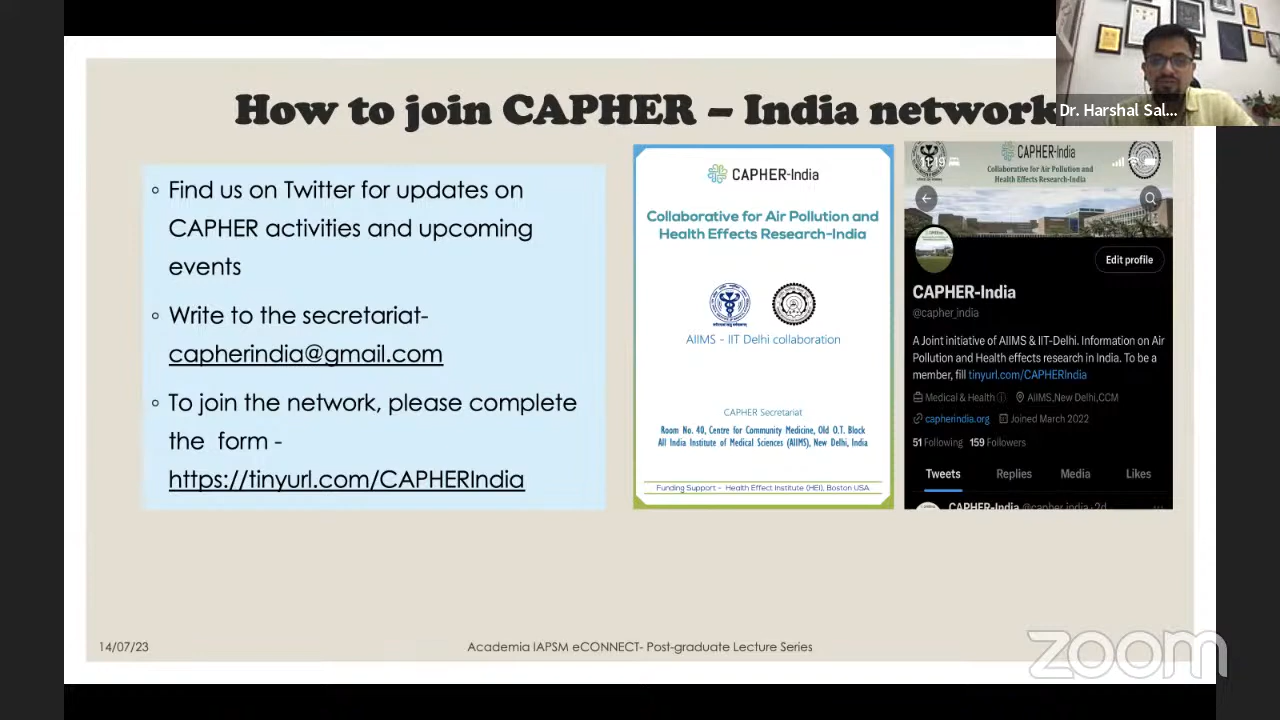 How to join CAPHER – India network
Dr. Harshal Sal...
◦ Find us on Twitter for updates on
CAPHER activities and upcoming
events
◦ Write to the secretariat-
capherindia@gmail.com
◦ To join the network, please complete
the form -
https://tinyurl.com/CAPHERIndia
CAPHER-India
Collaborative for Air Pollution and
Health Effects Research-India
AIIMS - IIT Delhi collaboration
CAPHER Secretariat
Room No. 40, Centre for Community Medicine, Old O.T. Block
All India Institute of Medical Sciences (AIIMS), New Delhi, India
Funding Support - Health Effect Institute (HEI), Boston USA
11:19
CAPHER-India
Collaborative for Air Pollution and
Health Effects Research-India
Edit profile
CAPHER-India
@capher_india
A Joint initiative of AIIMS & IIT-Delhi. Information on Air
Pollution and Health effects research in India. To be a
member, fill tinyurl.com/CAPHERIndia
Medical & Health AIIMS,New Delhi,CCM
capherindia.org Joined March 2022
51 Following 159 Followers
Tweets Replies Media Likes
CAPHER-India @capher_india · 2d
14/07/23
Academia IAPSM eCONNECT- Post-graduate Lecture Series
zoom